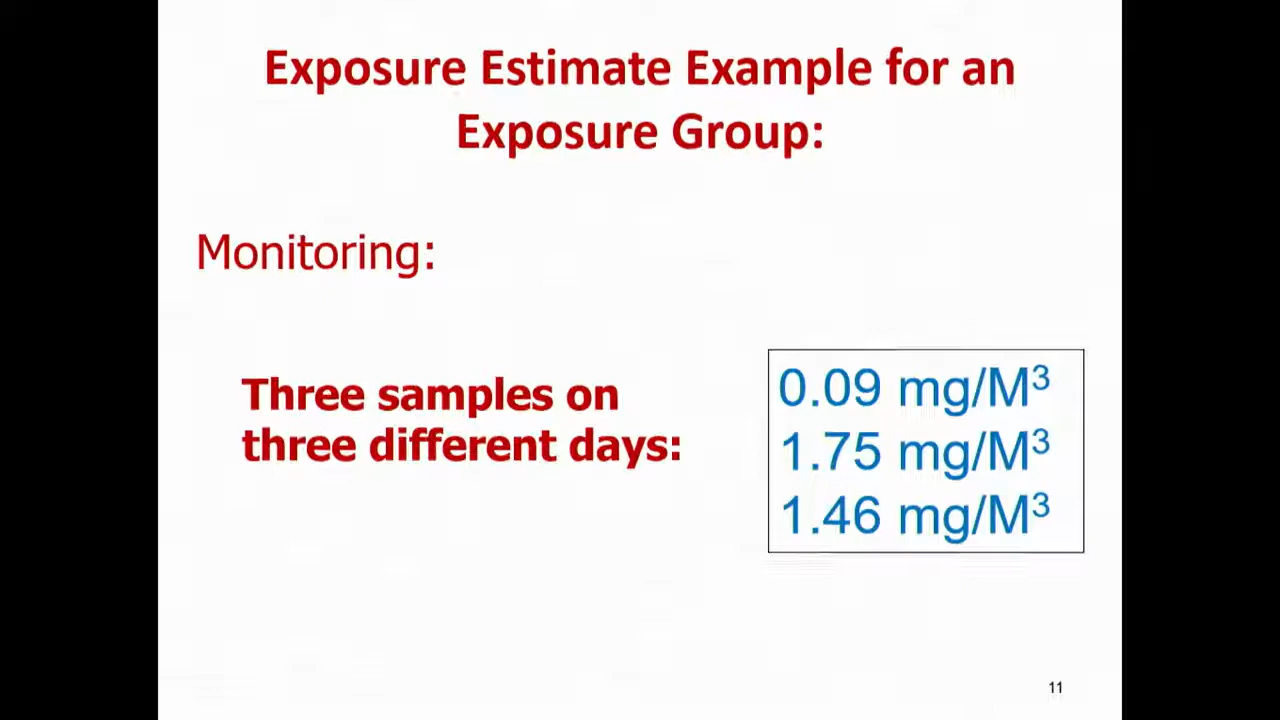 Exposure Estimate Example for an
Exposure Group:
Monitoring:
Three samples on
three different days:
0.09 mg/M³
1.75 mg/M³
1.46 mg/M³
11